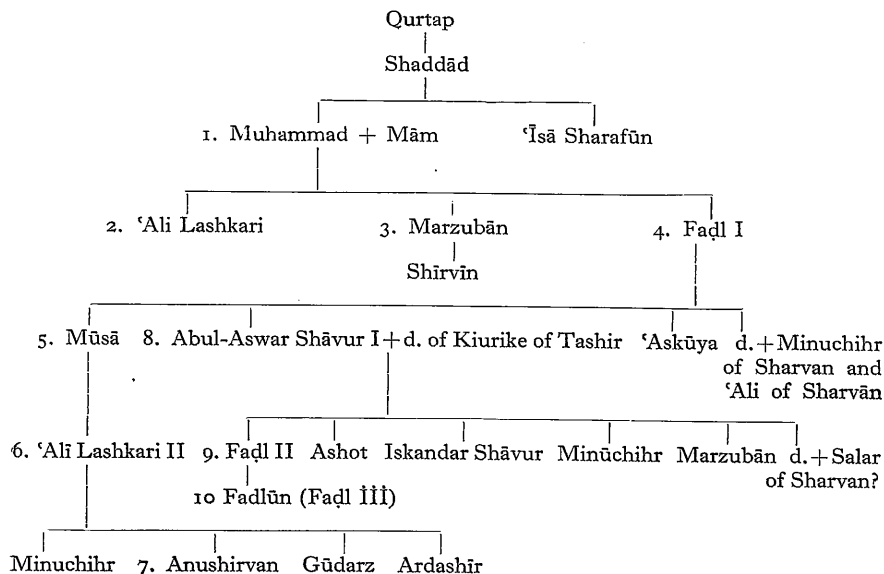 Qurtap
Shaddād
1. Muhammad + Mām ʿĪsā Sharafūn
2. ʿAli Lashkari 3. Marzubān 4. Faḍl I
Shīrvīn
5. Mūsā 8. Abul-Aswar Shāvur I+d. of Kiurike of Tashir ʿAskūya d.+Minuchihr
of Sharvan and
ʿAli of Sharvān
6. ʿAlī Lashkari II 9. Faḍl II Ashot Iskandar Shāvur Minūchihr Marzubān d.+Salar
of Sharvan?
10 Fadlūn (Faḍl III)
Minuchihr 7. Anushirvan Gūdarz Ardashīr